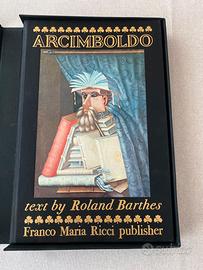 ARCIMBOLDO
text by Roland Barthes
Franco Maria Ricci publisher